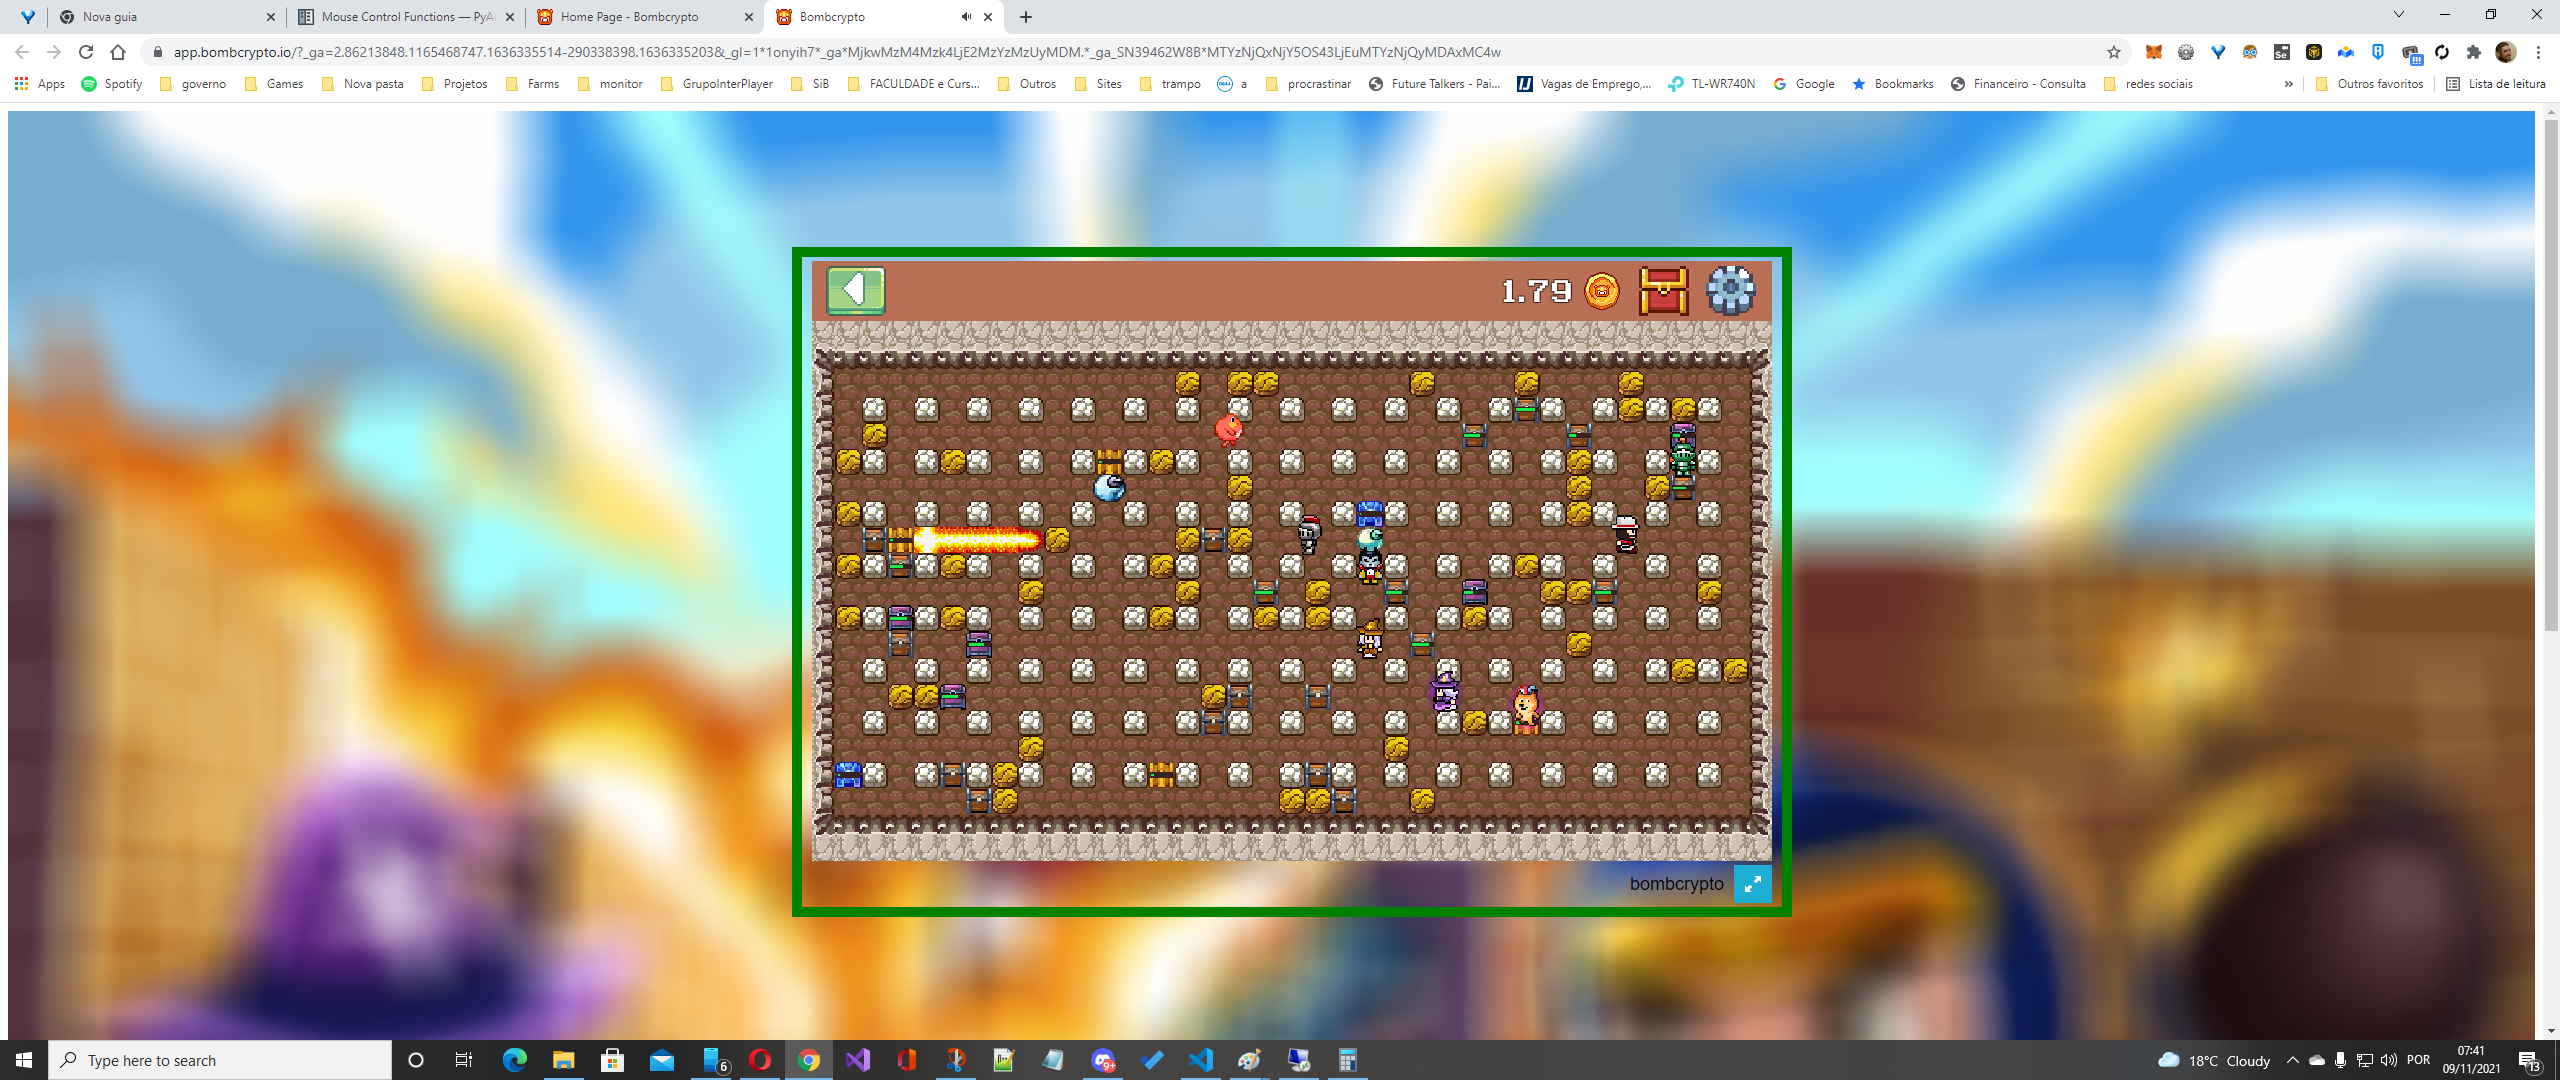 Nova guia
Mouse Control Functions — PyAu
Home Page - Bombcrypto
Bombcrypto
app.bombcrypto.io/?_ga=2.86213848.1165468747.1636335514-290338398.1636335203&_gl=1*1onyih7*_ga*MjkwMzM4Mzk4LjE2MzYzMzUyMDM.*_ga_SN39462W8B*MTYzNjQxNjY5OS43LjEuMTYzNjQyMDAxMC4w
Apps Spotify governo Games Nova pasta Projetos Farms monitor GrupoInterPlayer SiB FACULDADE e Curs... Outros Sites trampo a procrastinar Future Talkers - Pai... Vagas de Emprego,... TL-WR740N Google Bookmarks Financeiro - Consulta redes sociais » Outros favoritos Lista de leitura
1.79
bombcrypto
Type here to search
6
9+
18°C Cloudy
POR
07:41
09/11/2021
13